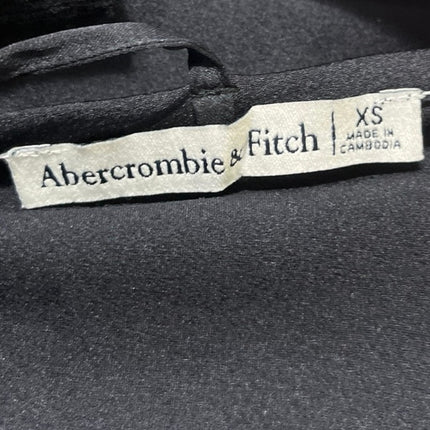 Abercrombie & Fitch
XS
MADE IN
CAMBODIA